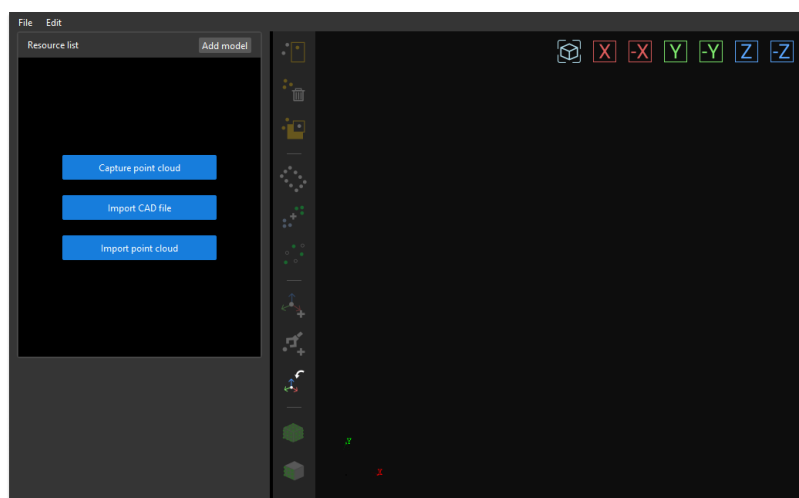 File Edit
Resource list Add model
X -X Y -Y Z -Z
Capture point cloud
Import CAD file
Import point cloud
y
x